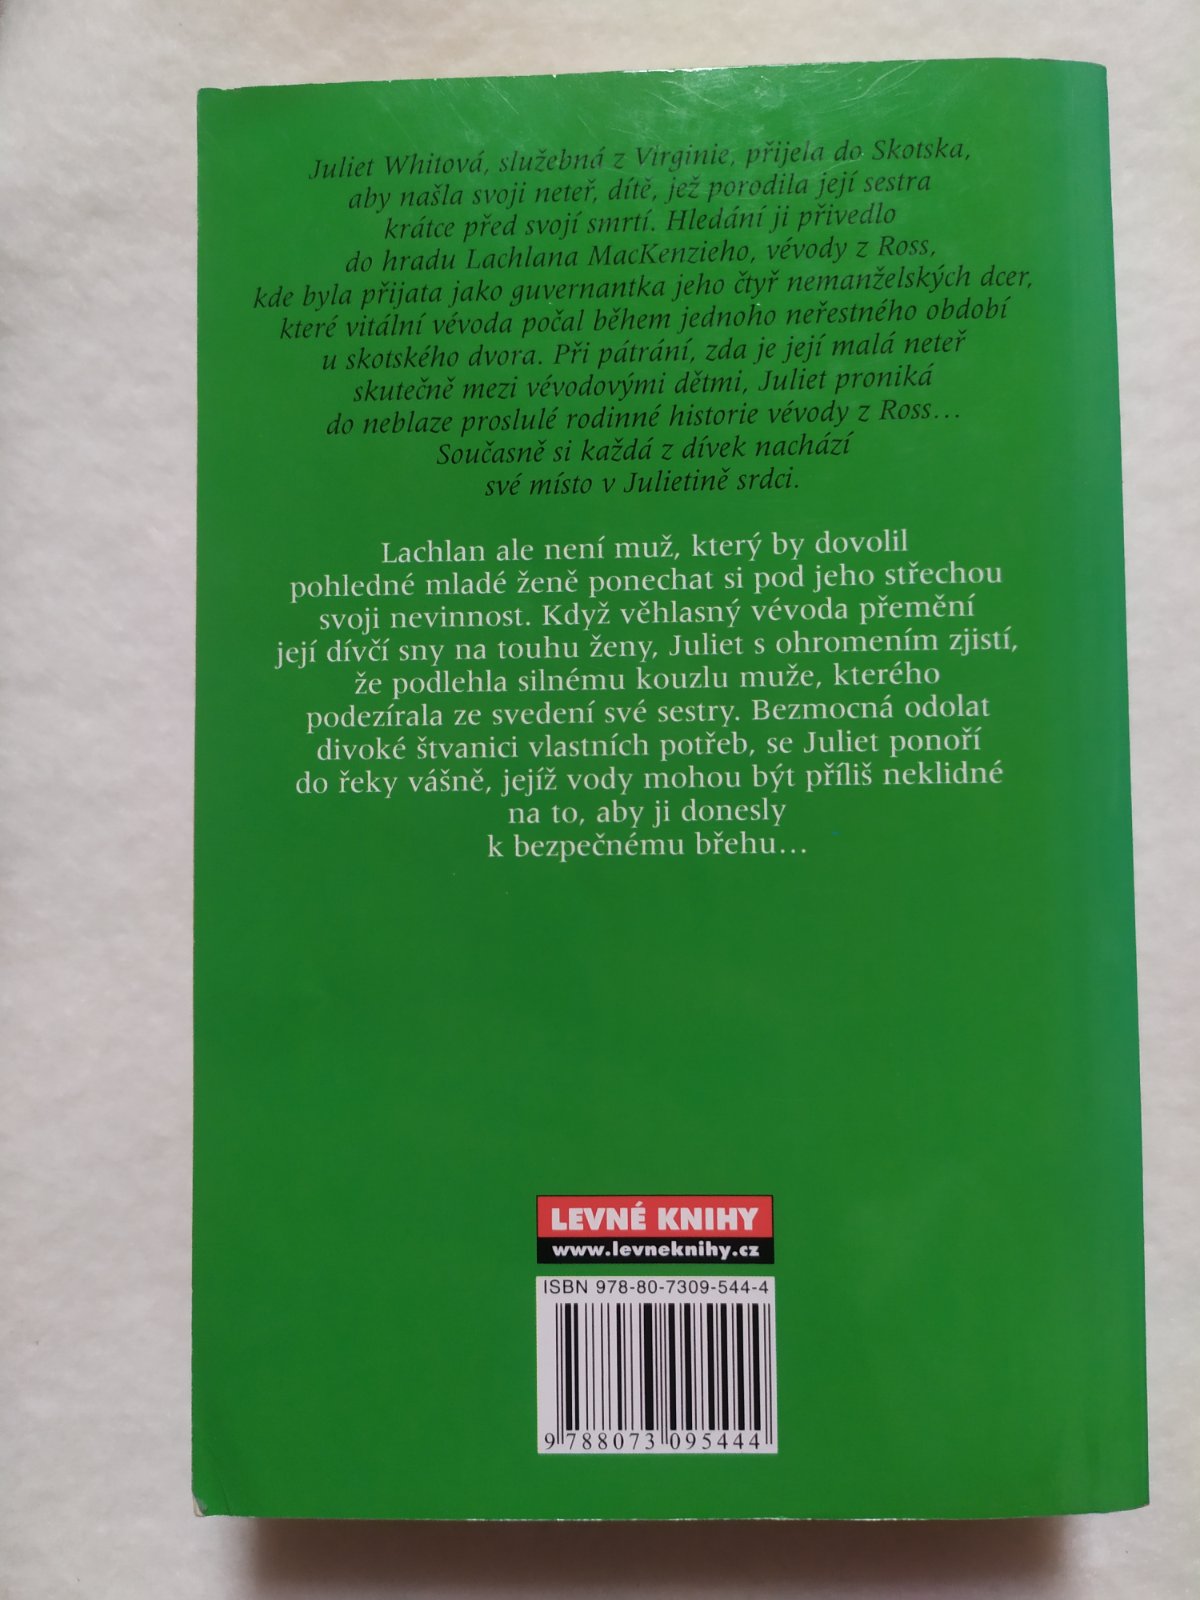 Juliet Whitová, služebná z Virginie, přijela do Skotska,
aby našla svoji neteř, dítě, jež porodila její sestra
krátce před svojí smrtí. Hledání ji přivedlo
do hradu Lachlana MacKenzieho, vévody z Ross,
kde byla přijata jako guvernantka jeho čtyř nemanželských dcer,
které vitální vévoda počal během jednoho neřestného období
u skotského dvora. Při pátrání, zda je její malá neteř
skutečně mezi vévodovými dětmi, Juliet proniká
do neblaze proslulé rodinné historie vévody z Ross...
Současně si každá z dívek nachází
své místo v Julietině srdci.
Lachlan ale není muž, který by dovolil
pohledné mladé ženě ponechat si pod jeho střechou
svoji nevinnost. Když věhlasný vévoda přemění
její dívčí sny na touhu ženy, Juliet s ohromením zjistí,
že podlehla silnému kouzlu muže, kterého
podezírala ze svedení své sestry. Bezmocná odolat
divoké štvanici vlastních potřeb, se Juliet ponoří
do řeky vášně, jejíž vody mohou být příliš neklidné
na to, aby ji donesly
k bezpečnému břehu...
LEVNÉ KNIHY
www.levneknihy.cz
ISBN 978-80-7309-544-4
9 788073 095444